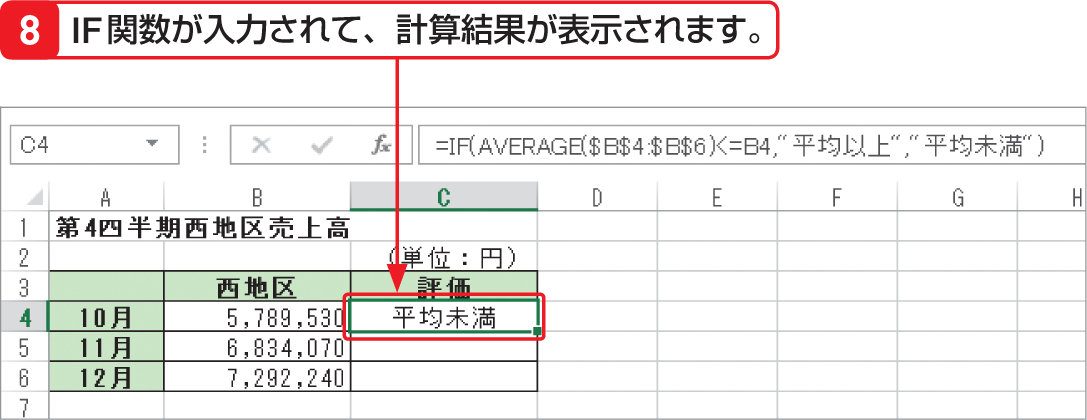 8 IF関数が入力されて、計算結果が表示されます。
C4 fx =IF(AVERAGE($B$4:$B$6)<=B4,“平均以上“,“平均未満“)
A B C D E F G H
1 第4四半期西地区売上高
2 (単位：円)
3 西地区 評価
4 10月 5,789,530 平均未満
5 11月 6,834,070
6 12月 7,292,240
7